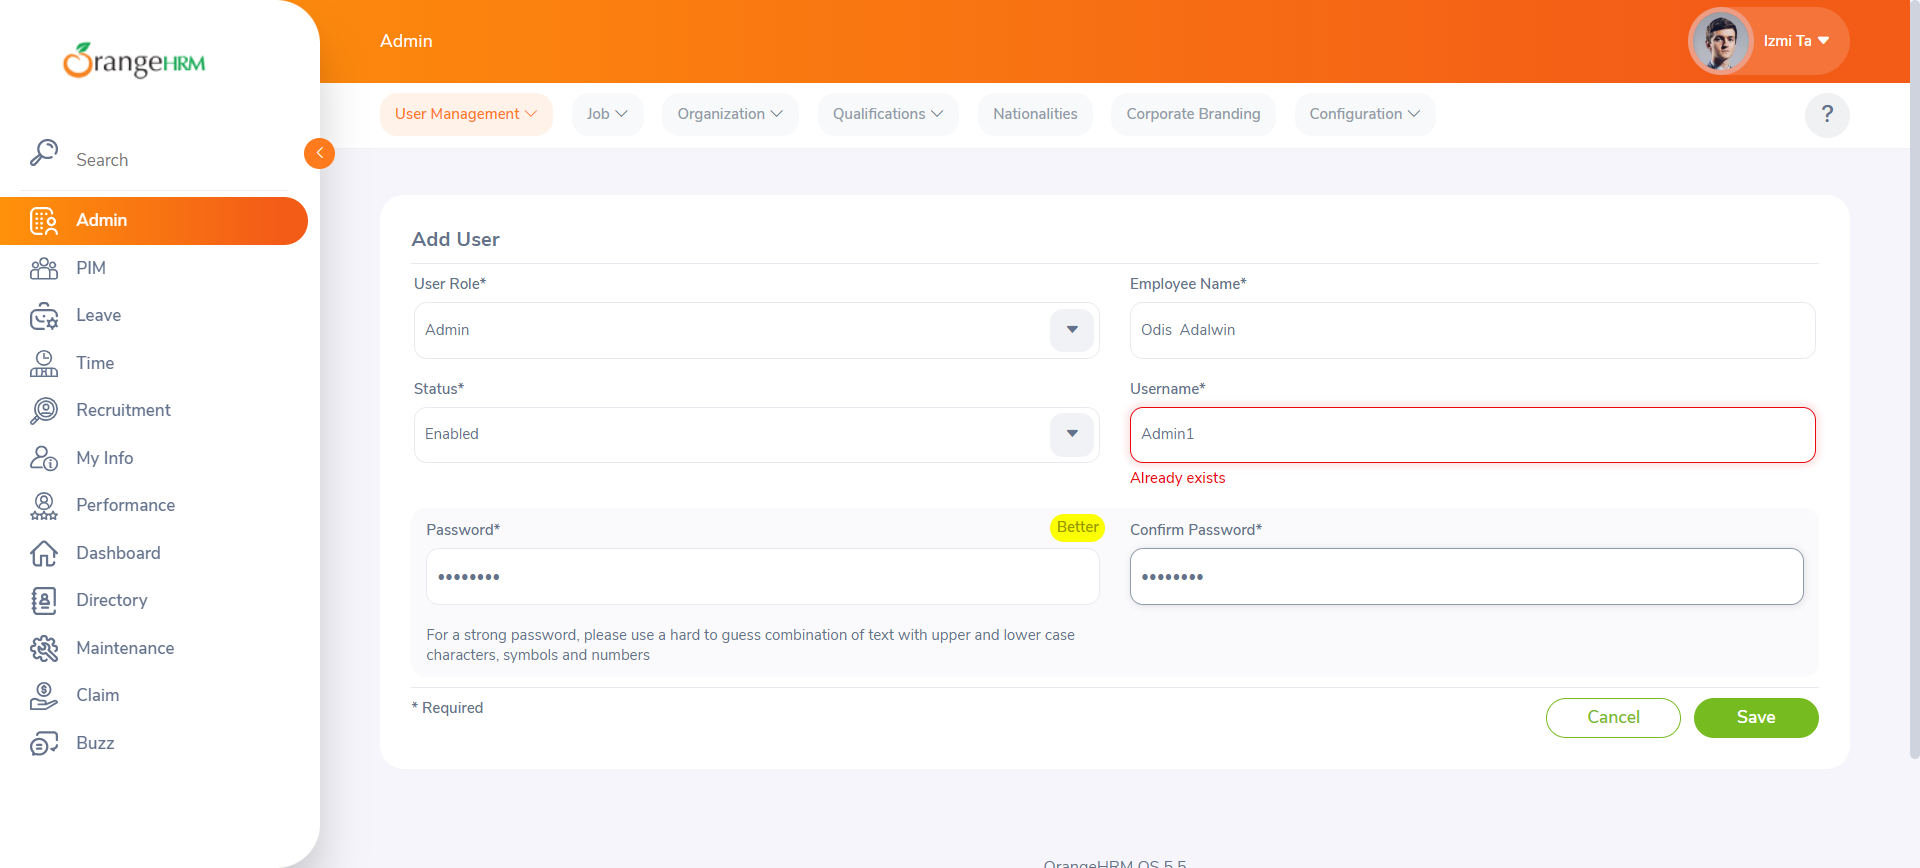 OrangeHRM
Admin
Izmi Ta
User Management
Job
Organization
Qualifications
Nationalities
Corporate Branding
Configuration
?
Search
Admin
PIM
Leave
Time
Recruitment
My Info
Performance
Dashboard
Directory
Maintenance
Claim
Buzz
Add User
User Role*
Employee Name*
Admin
Odis  Adalwin
Status*
Username*
Enabled
Admin1
Already exists
Password*
Better
Confirm Password*
••••••••
••••••••
For a strong password, please use a hard to guess combination of text with upper and lower case
characters, symbols and numbers
* Required
Cancel
Save
OrangeHRM OS 5.5